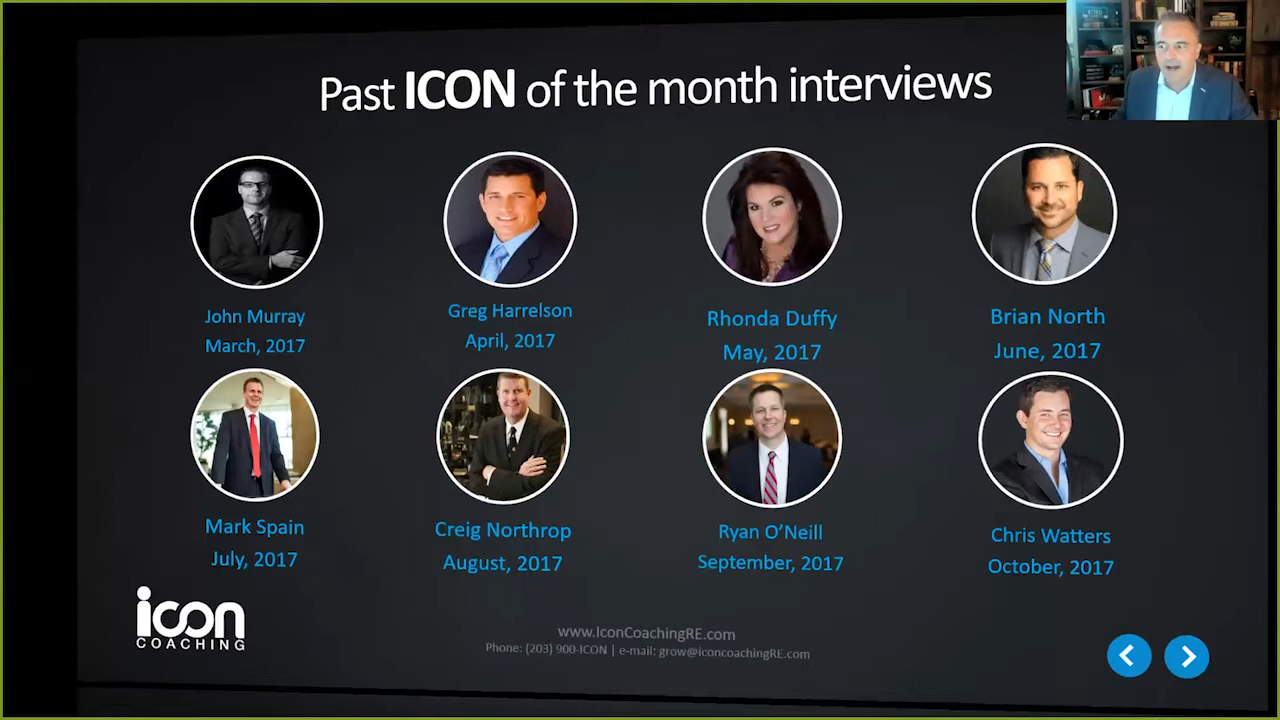 Past ICON of the month interviews
John Murray
March, 2017
Greg Harrelson
April, 2017
Rhonda Duffy
May, 2017
Brian North
June, 2017
Mark Spain
July, 2017
Creig Northrop
August, 2017
Ryan O’Neill
September, 2017
Chris Watters
October, 2017
icon
COACHING
www.IconCoachingRE.com
Phone: (203) 900-ICON | e-mail: grow@iconcoachingRE.com